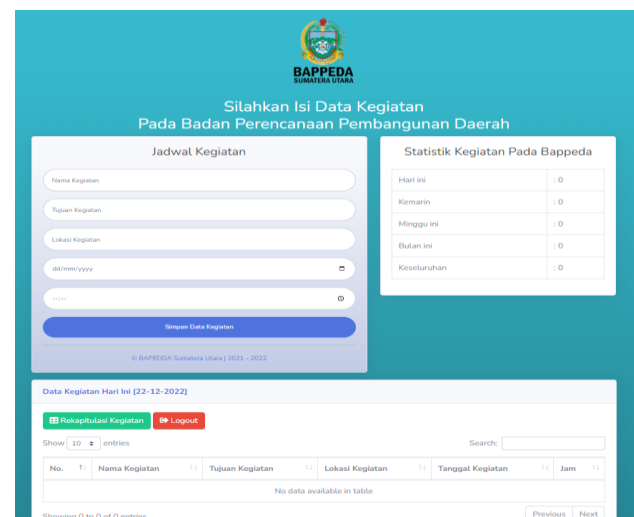 BAPPEDA
SUMATERA UTARA
Silahkan Isi Data Kegiatan
Pada Badan Perencanaan Pembangunan Daerah
Jadwal Kegiatan
Nama Kegiatan
Tujuan Kegiatan
Lokasi Kegiatan
dd/mm/yyyy
--:--
Simpan Data Kegiatan
© BAPEDDA Sumatera Utara | 2021 - 2022
Statistik Kegiatan Pada Bappeda
Hari ini : 0
Kemarin : 0
Minggu ini : 0
Bulan ini : 0
Keseluruhan : 0
Data Kegiatan Hari Ini [22-12-2022]
Rekapitulasi Kegiatan Logout
Show 10 entries Search:
No. Nama Kegiatan Tujuan Kegiatan Lokasi Kegiatan Tanggal Kegiatan Jam
No data available in table
Showing 0 to 0 of 0 entries Previous Next